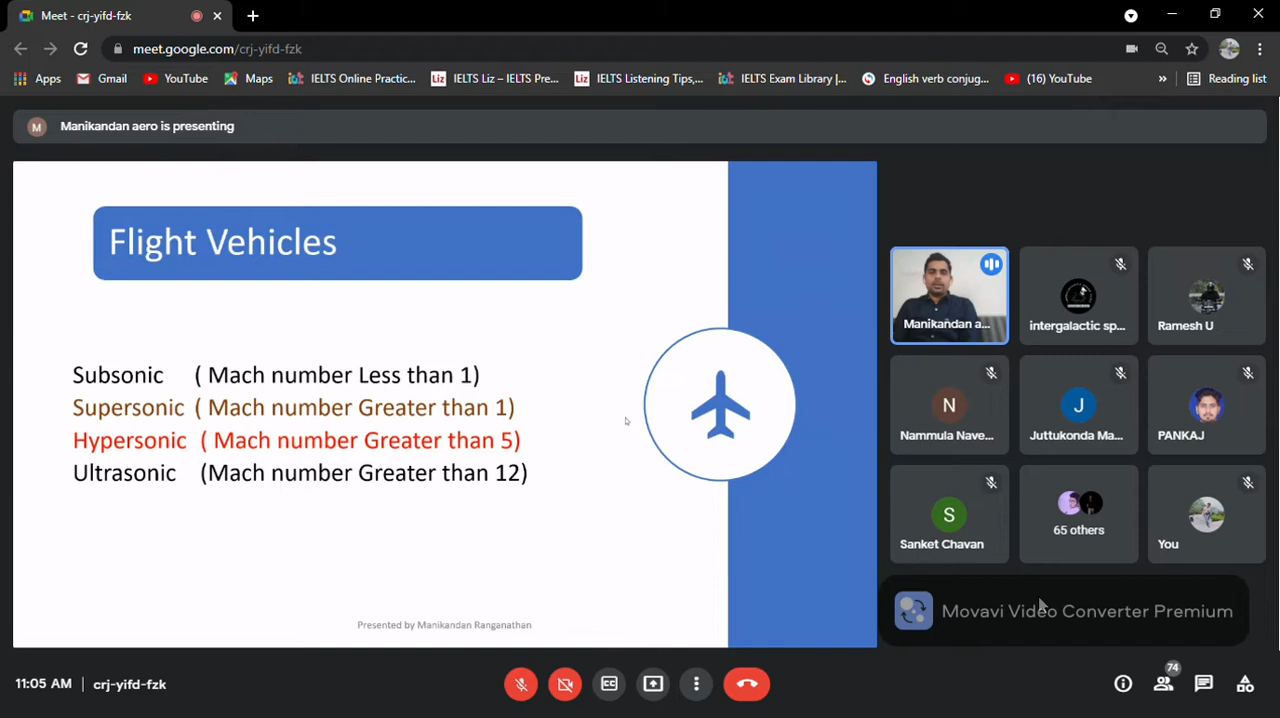 Meet - crj-yifd-fzk
meet.google.com/crj-yifd-fzk
Apps Gmail YouTube Maps IELTS Online Practic... IELTS Liz – IELTS Pre... IELTS Listening Tips,... IELTS Exam Library |... English verb conjug... (16) YouTube » Reading list
M Manikandan aero is presenting
Flight Vehicles
Subsonic ( Mach number Less than 1)
Supersonic ( Mach number Greater than 1)
Hypersonic ( Mach number Greater than 5)
Ultrasonic (Mach number Greater than 12)
Presented by Manikandan Ranganathan
Manikandan a... intergalactic sp... Ramesh U
N J
Nammula Nave... Juttukonda Ma... PANKAJ
S
Sanket Chavan 65 others You
Movavi Video Converter Premium
11:05 AM | crj-yifd-fzk
CC
74